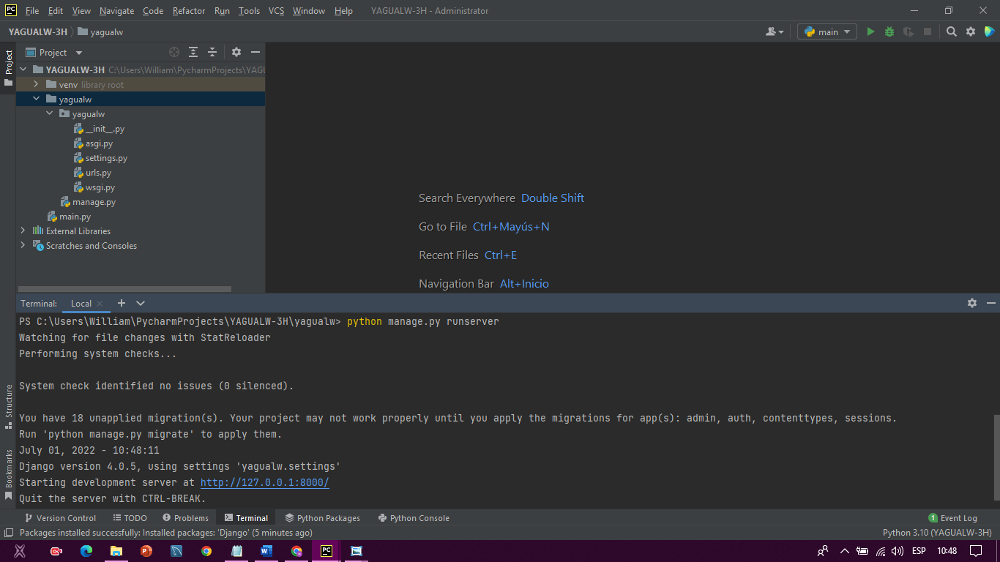 PC File Edit View Navigate Code Refactor Run Tools VCS Window Help YAGUALW-3H - Administrator
YAGUALW-3H yagualw main
Project
Project
YAGUALW-3H C:\Users\William\PycharmProjects\YAGU
venv library root
yagualw
yagualw
__init__.py
asgi.py
settings.py
urls.py
wsgi.py
manage.py
main.py
External Libraries
Scratches and Consoles
Search Everywhere Double Shift
Go to File Ctrl+Mayús+N
Recent Files Ctrl+E
Navigation Bar Alt+Inicio
Terminal: Local
PS C:\Users\William\PycharmProjects\YAGUALW-3H\yagualw> python manage.py runserver
Watching for file changes with StatReloader
Performing system checks...
System check identified no issues (0 silenced).
You have 18 unapplied migration(s). Your project may not work properly until you apply the migrations for app(s): admin, auth, contenttypes, sessions.
Run 'python manage.py migrate' to apply them.
July 01, 2022 - 10:48:11
Django version 4.0.5, using settings 'yagualw.settings'
Starting development server at http://127.0.0.1:8000/
Quit the server with CTRL-BREAK.
Structure
Bookmarks
Version Control TODO Problems Terminal Python Packages Python Console 1 Event Log
Packages installed successfully: Installed packages: 'Django' (5 minutes ago) Python 3.10 (YAGUALW-3H)
ESP 10:48